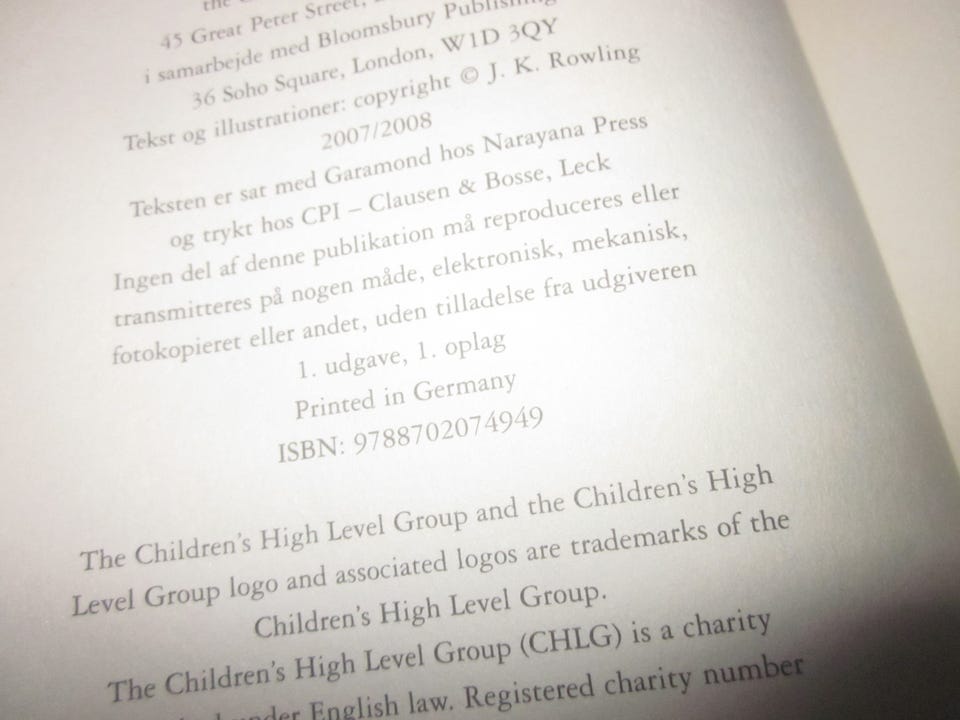 the
45 Great Peter Street,
i samarbejde med Bloomsbury Publishing
36 Soho Square, London, W1D 3QY
Tekst og illustrationer: copyright © J. K. Rowling
2007/2008
Teksten er sat med Garamond hos Narayana Press
og trykt hos CPI – Clausen & Bosse, Leck
Ingen del af denne publikation må reproduceres eller
transmitteres på nogen måde, elektronisk, mekanisk,
fotokopieret eller andet, uden tilladelse fra udgiveren
1. udgave, 1. oplag
Printed in Germany
ISBN: 9788702074949
The Children's High Level Group and the Children's High
Level Group logo and associated logos are trademarks of the
Children's High Level Group.
The Children's High Level Group (CHLG) is a charity
under English law. Registered charity number